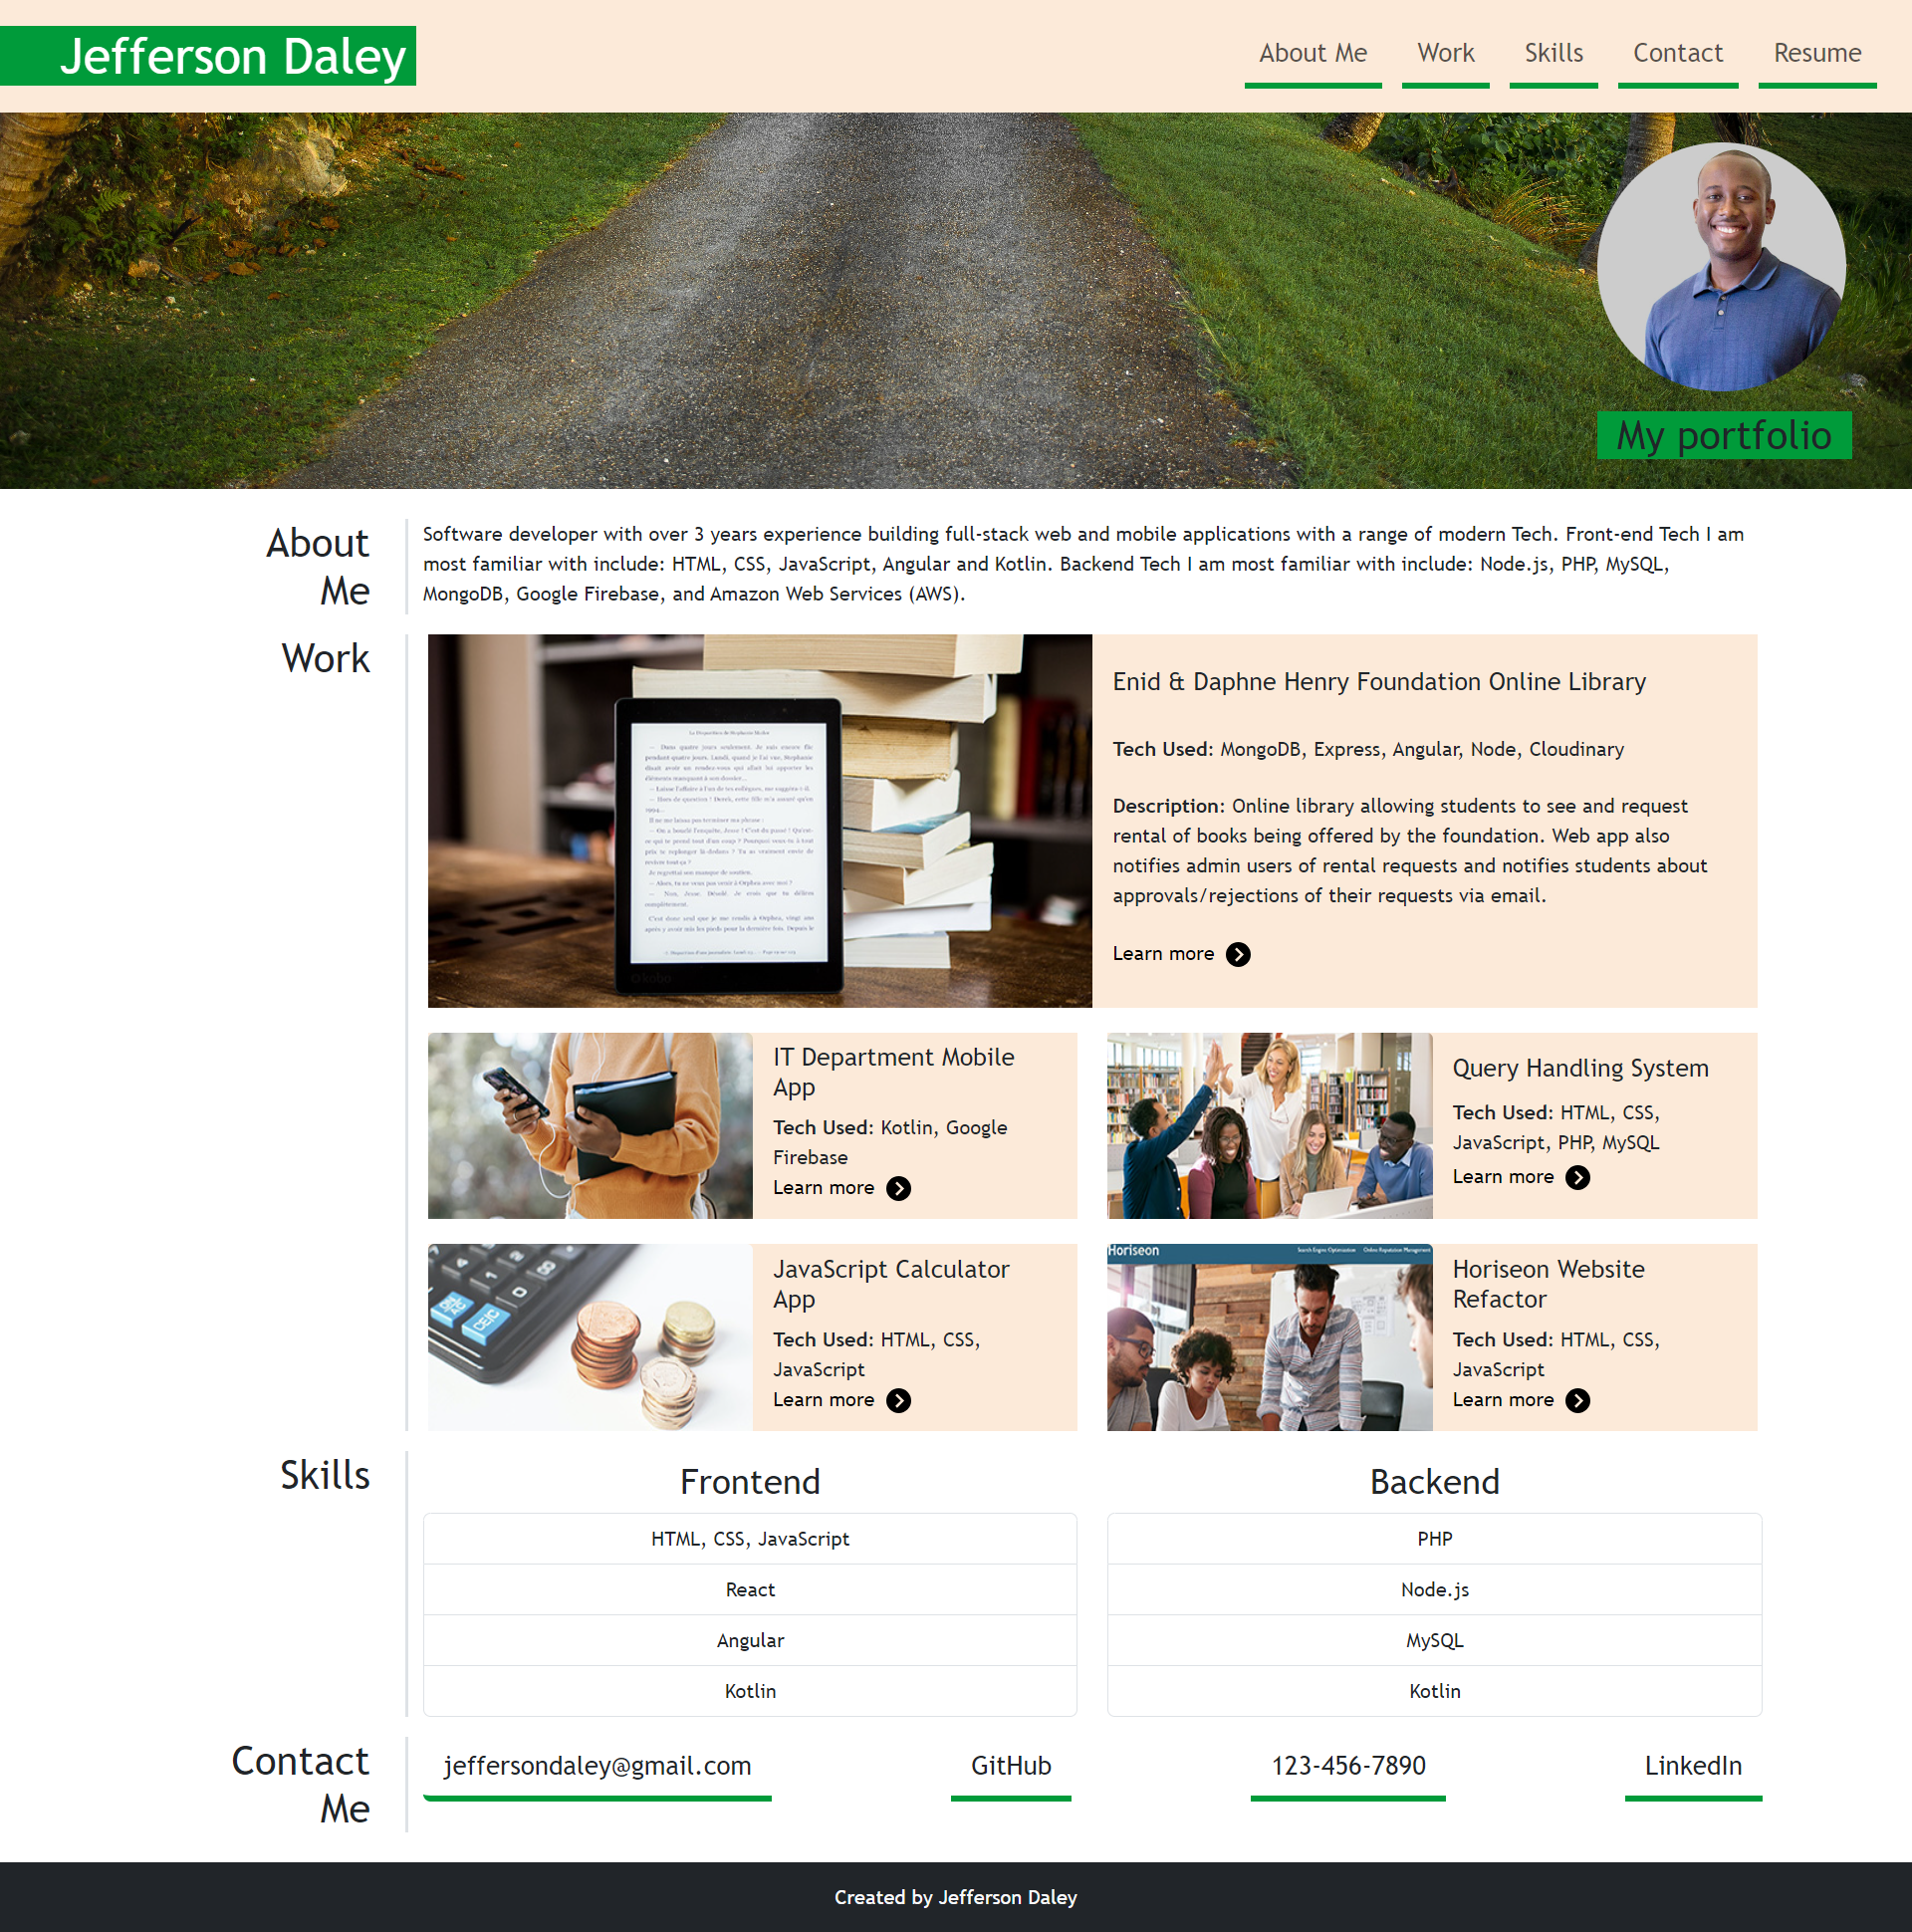 Jefferson Daley
About Me
Work
Skills
Contact
Resume
My portfolio
About
Me
Software developer with over 3 years experience building full-stack web and mobile applications with a range of modern Tech. Front-end Tech I am
most familiar with include: HTML, CSS, JavaScript, Angular and Kotlin. Backend Tech I am most familiar with include: Node.js, PHP, MySQL,
MongoDB, Google Firebase, and Amazon Web Services (AWS).
Work
Enid & Daphne Henry Foundation Online Library
Tech Used: MongoDB, Express, Angular, Node, Cloudinary
Description: Online library allowing students to see and request
rental of books being offered by the foundation. Web app also
notifies admin users of rental requests and notifies students about
approvals/rejections of their requests via email.
Learn more
IT Department Mobile
App
Tech Used: Kotlin, Google
Firebase
Learn more
Query Handling System
Tech Used: HTML, CSS,
JavaScript, PHP, MySQL
Learn more
JavaScript Calculator
App
Tech Used: HTML, CSS,
JavaScript
Learn more
Horiseon
Search Engine Optimization
Online Reputation Management
Horiseon Website
Refactor
Tech Used: HTML, CSS,
JavaScript
Learn more
Skills
Frontend
HTML, CSS, JavaScript
React
Angular
Kotlin
Backend
PHP
Node.js
MySQL
Kotlin
Contact
Me
jeffersondaley@gmail.com
GitHub
123-456-7890
LinkedIn
Created by Jefferson Daley